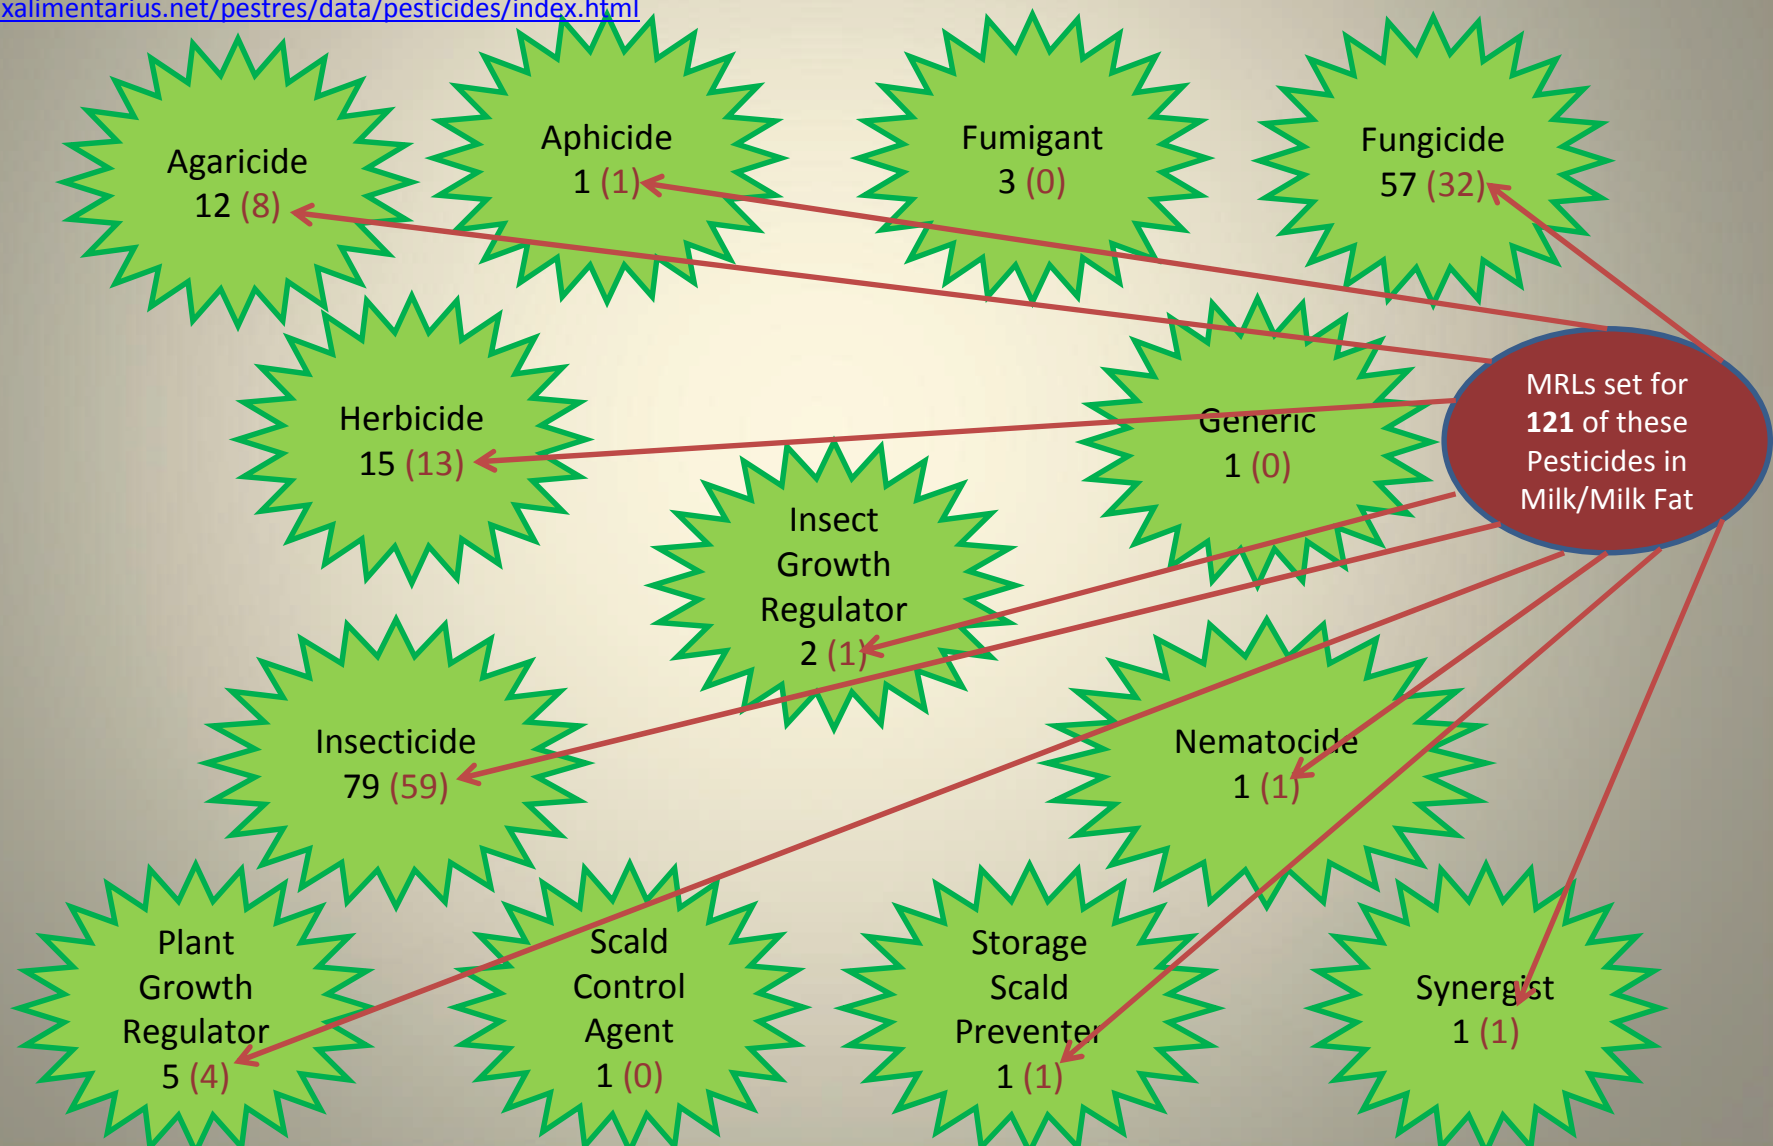 xalimentarius.net/pestres/data/pesticides/index.html
Agaricide
12 (8)
Aphicide
1 (1)
Fumigant
3 (0)
Fungicide
57 (32)
Herbicide
15 (13)
Generic
1 (0)
MRLs set for
121 of these
Pesticides in
Milk/Milk Fat
Insect
Growth
Regulator
2 (1)
Insecticide
79 (59)
Nematocide
1 (1)
Plant
Growth
Regulator
5 (4)
Scald
Control
Agent
1 (0)
Storage
Scald
Preventer
1 (1)
Synergist
1 (1)